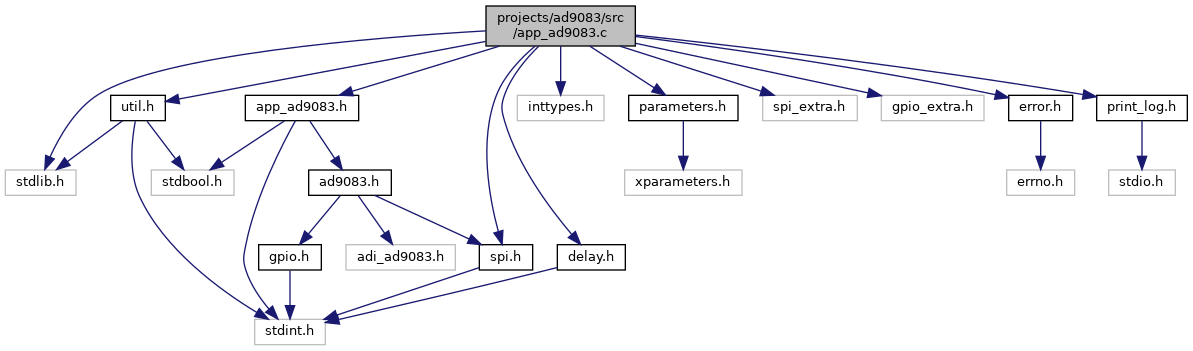 projects/ad9083/src
/app_ad9083.c
util.h
app_ad9083.h
inttypes.h
parameters.h
spi_extra.h
gpio_extra.h
error.h
print_log.h
stdlib.h
stdbool.h
ad9083.h
xparameters.h
errno.h
stdio.h
gpio.h
adi_ad9083.h
spi.h
delay.h
stdint.h